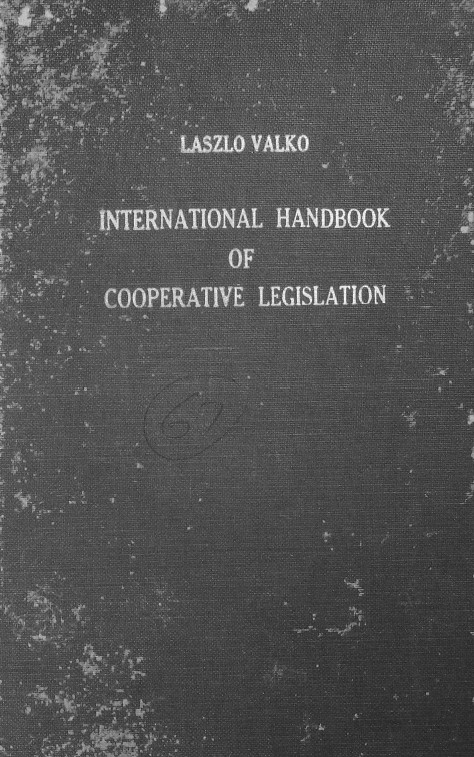 LASZLO VALKO
INTERNATIONAL HANDBOOK
OF
COOPERATIVE LEGISLATION